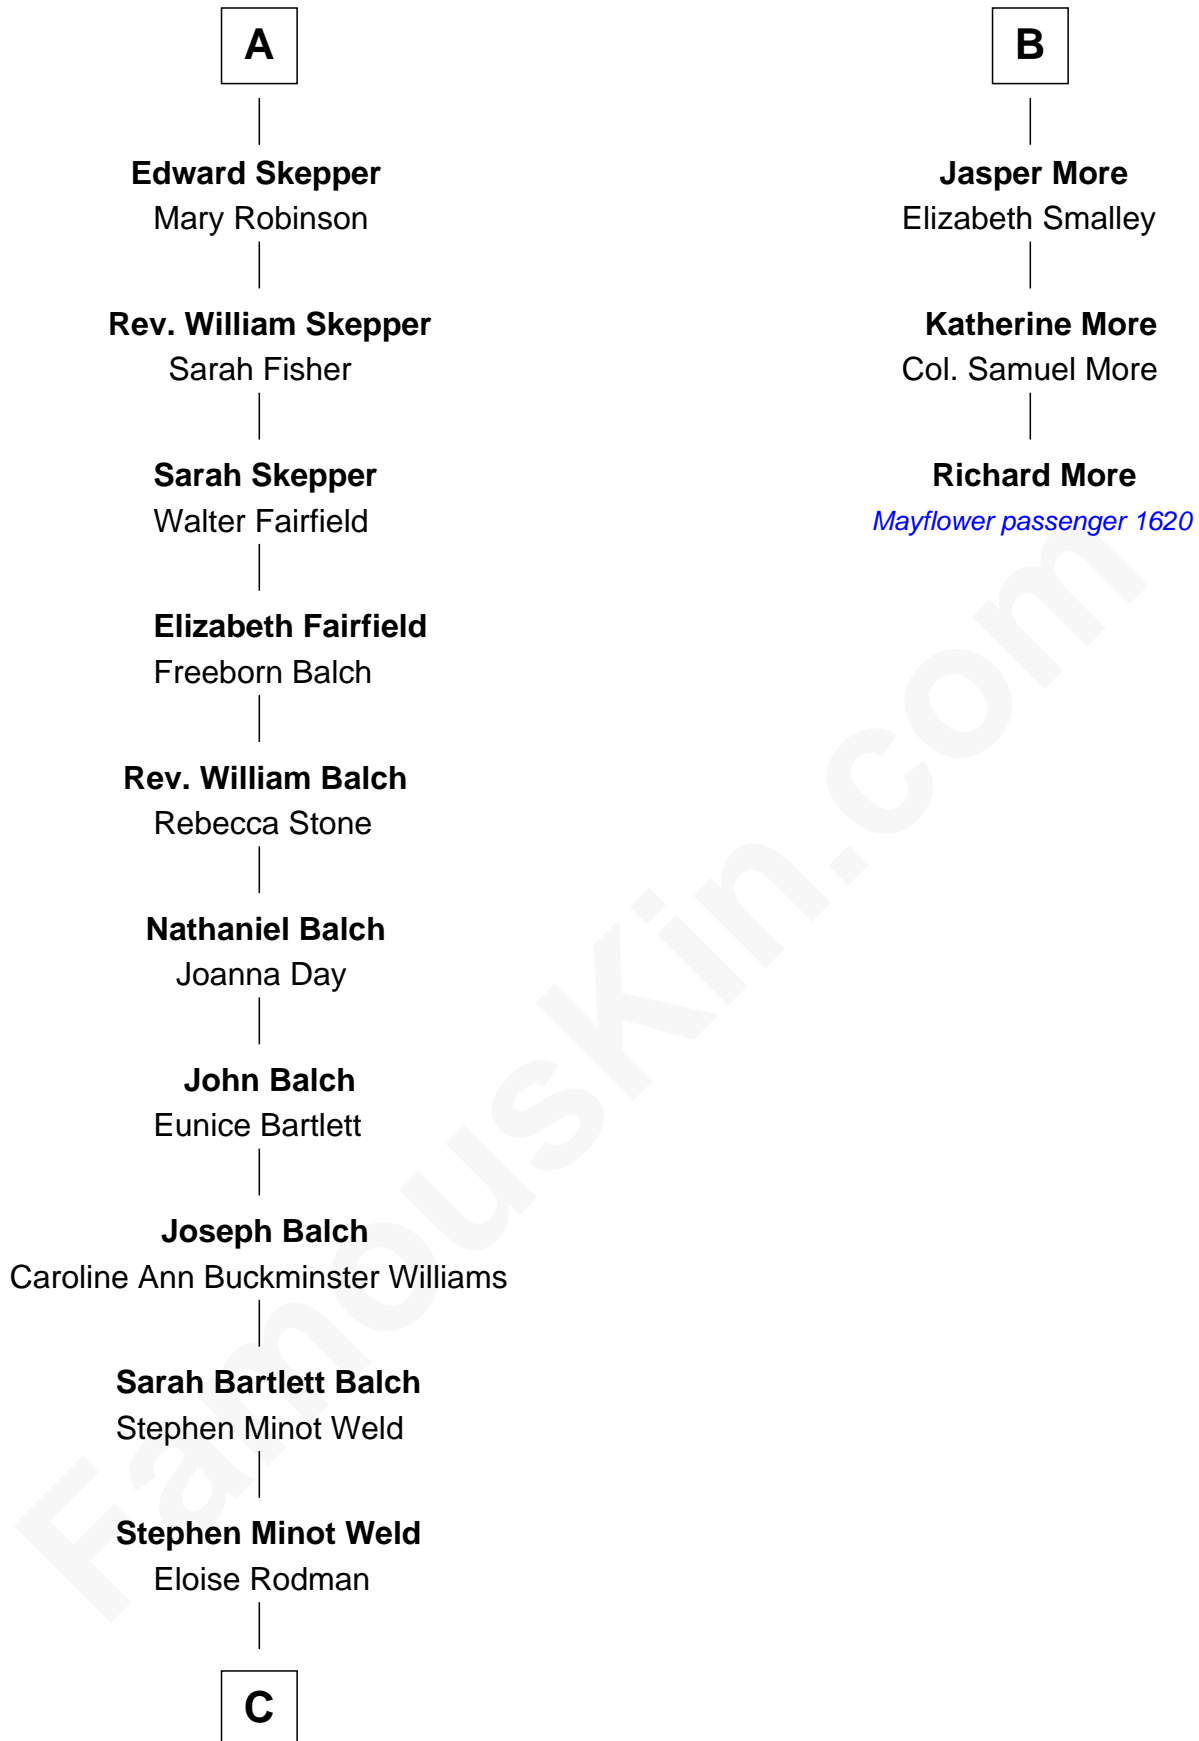 A
Edward Skepper
Mary Robinson
Rev. William Skepper
Sarah Fisher
Sarah Skepper
Walter Fairfield
Elizabeth Fairfield
Freeborn Balch
Rev. William Balch
Rebecca Stone
Nathaniel Balch
Joanna Day
John Balch
Eunice Bartlett
Joseph Balch
Caroline Ann Buckminster Williams
Sarah Bartlett Balch
Stephen Minot Weld
Stephen Minot Weld
Eloise Rodman
C
B
Jasper More
Elizabeth Smalley
Katherine More
Col. Samuel More
Richard More
Mayflower passenger 1620
FamousKin.com